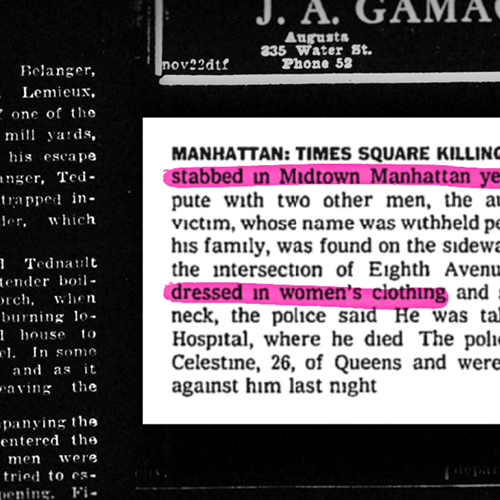 J. A. GAMA
Augusta
235 Water St.
Phone 52
nov22dtf
Belanger,
Lemieux,
one of the
mill yards,
his escape
anger, Ted-
trapped in-
der, which
d Tednault
tender boil-
orch, when
burning lo-
d house to
el. In some
and as it
eaving the
panying the
entered the
men were
tried to es-
pening. Fi-
MANHATTAN: TIMES SQUARE KILLING
stabbed in Midtown Manhattan ye
pute with two other men, the au
victim, whose name was withheld pe
his family, was found on the sidewa
the intersection of Eighth Avenu
dressed in women's clothing and s
neck, the police said He was tak
Hospital, where he died The poli
Celestine, 26, of Queens and were
against him last night